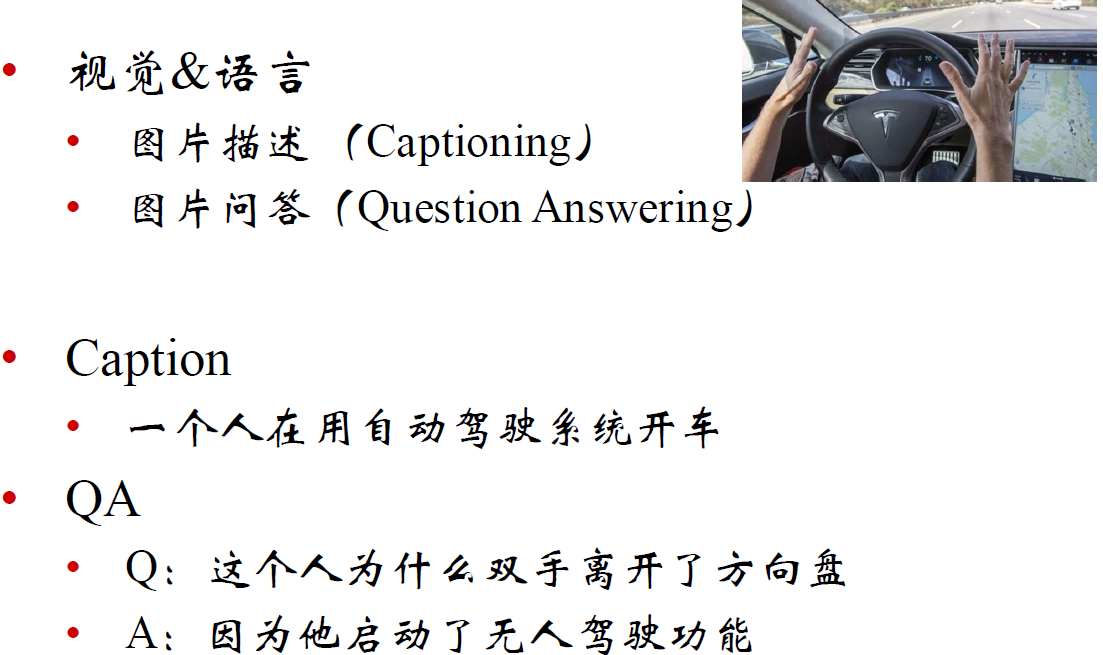 视觉&语言
图片描述（Captioning）
图片问答（Question Answering）
Caption
一个人在用自动驾驶系统开车
QA
Q：这个人为什么双手离开了方向盘
A：因为他启动了无人驾驶功能
70